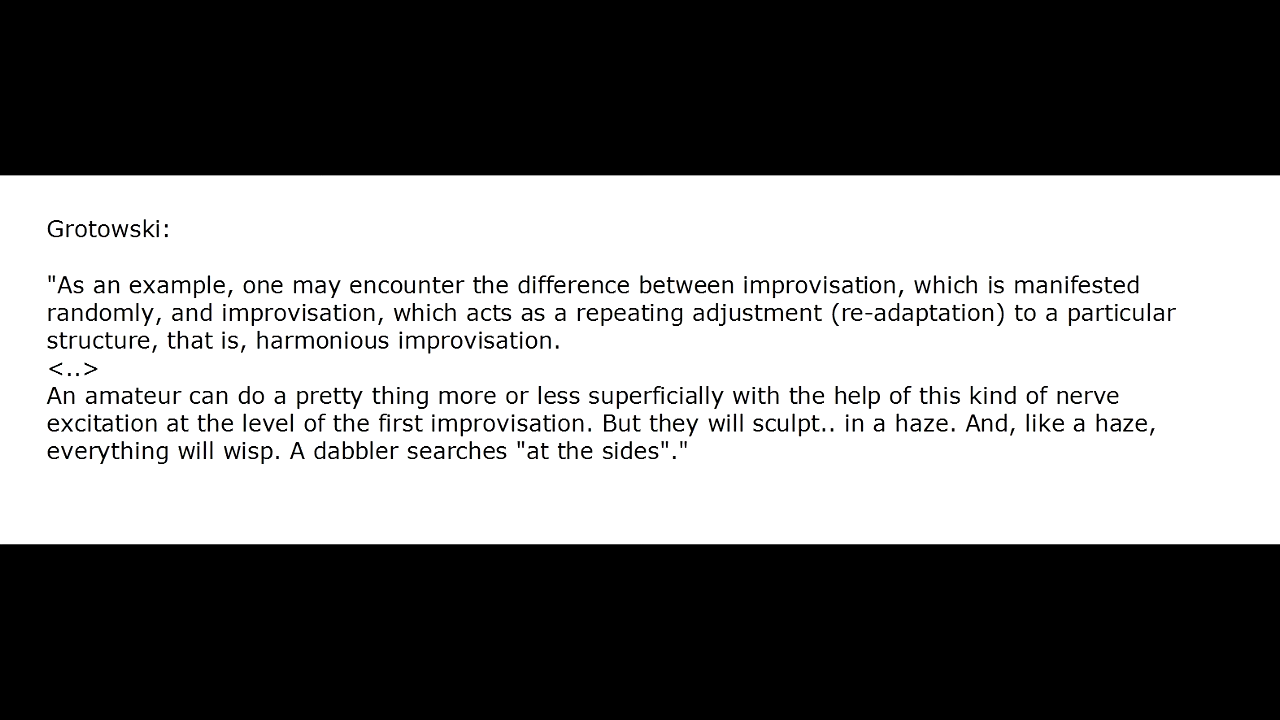 Grotowski:
"As an example, one may encounter the difference between improvisation, which is manifested
randomly, and improvisation, which acts as a repeating adjustment (re-adaptation) to a particular
structure, that is, harmonious improvisation.
<..>
An amateur can do a pretty thing more or less superficially with the help of this kind of nerve
excitation at the level of the first improvisation. But they will sculpt.. in a haze. And, like a haze,
everything will wisp. A dabbler searches "at the sides"."